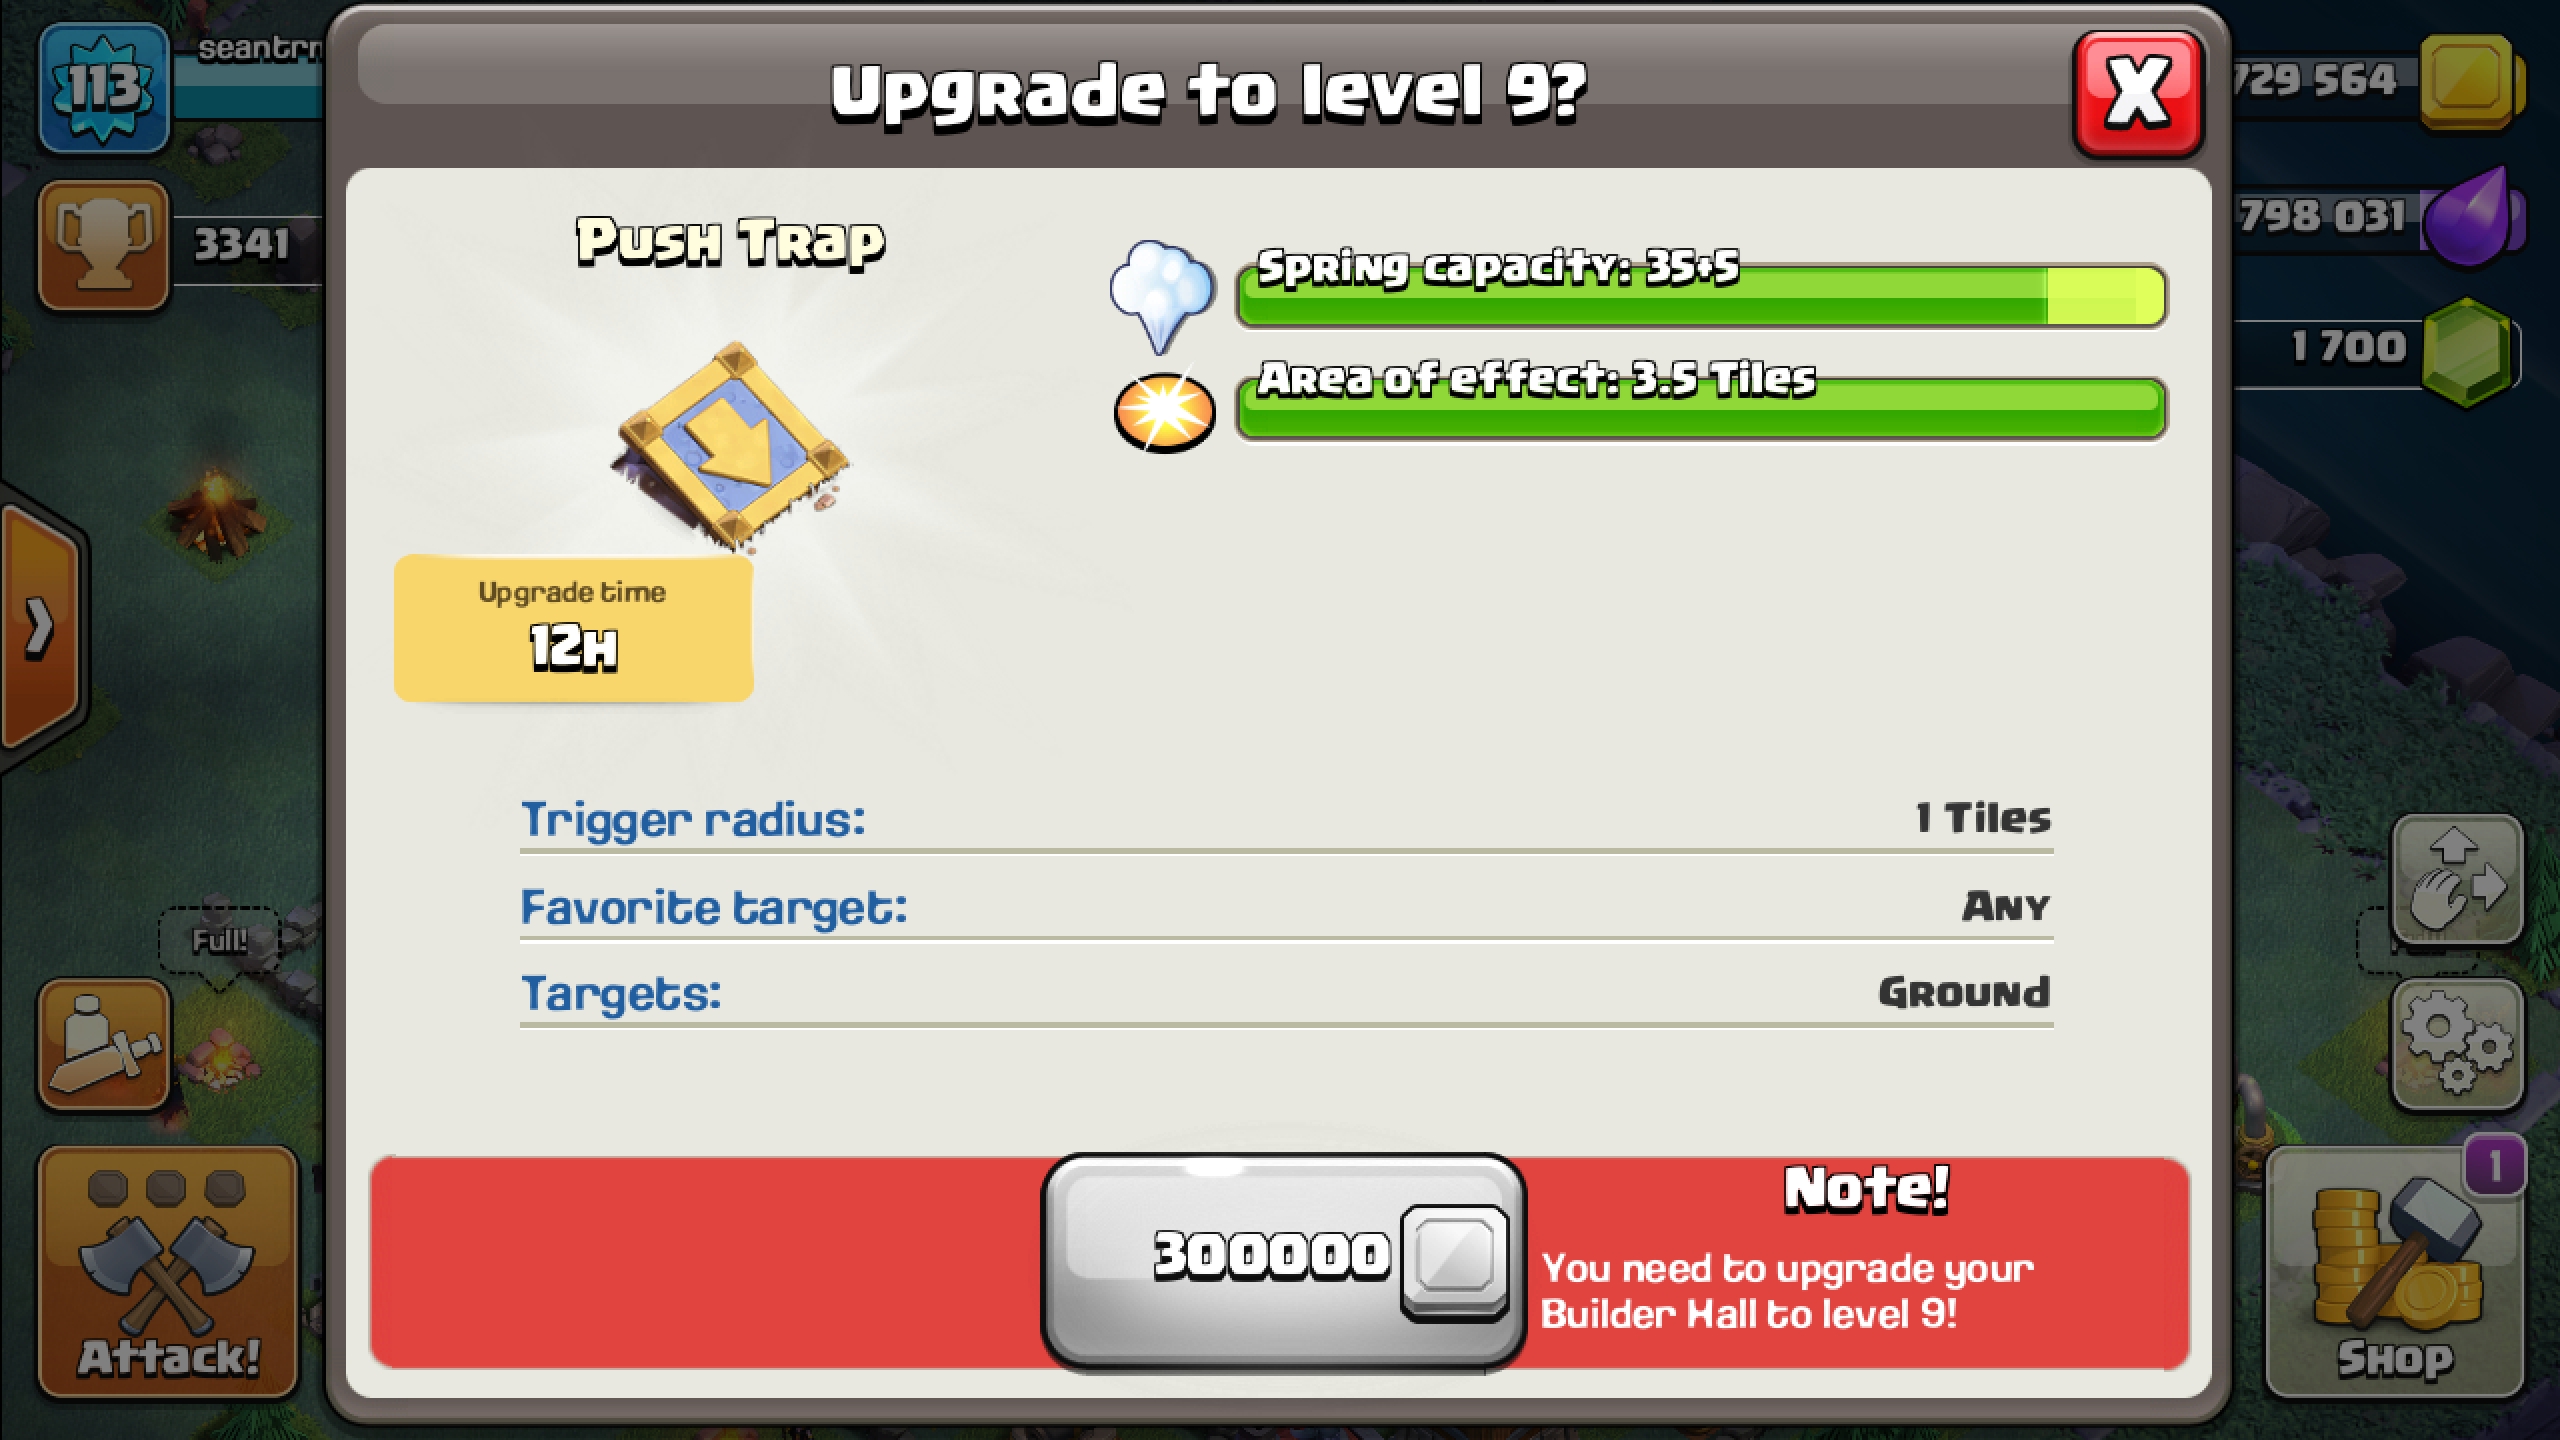 Upgrade to level 9?
X
113
3341
729 564
798 031
1 700
Push Trap
Spring capacity: 35+5
Area of effect: 3.5 Tiles
Upgrade time
12H
Trigger radius: 1 Tiles
Favorite target: Any
Targets: Ground
Full!
Attack!
300000
Note!
You need to upgrade your
Builder Hall to level 9!
1
Shop